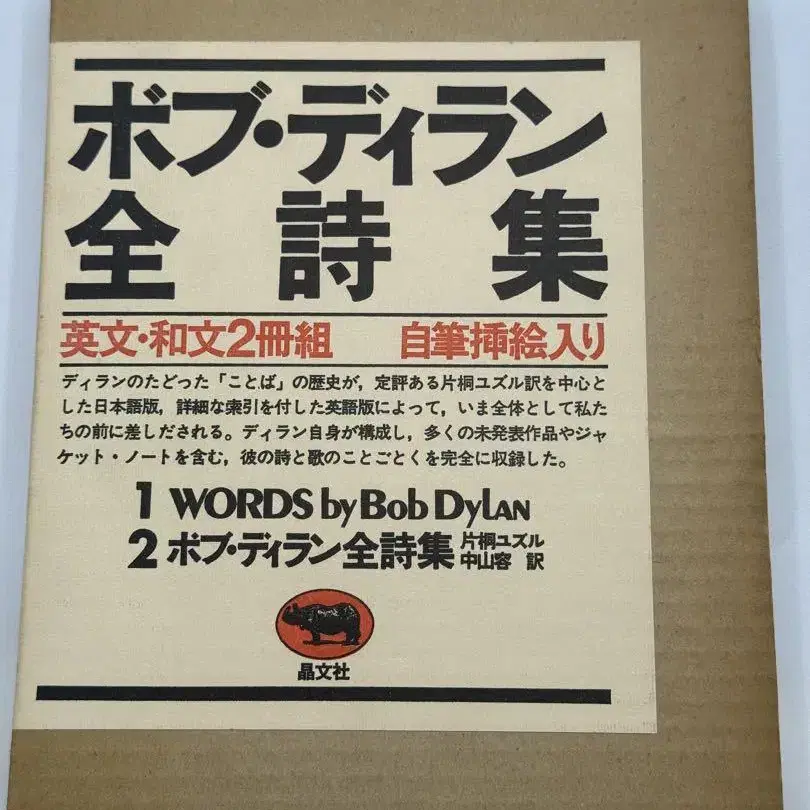 ボブ・ディラン
全詩集
英文・和文2冊組 自筆挿絵入り
ディランのたどった「ことば」の歴史が，定評ある片桐ユズル訳を中心と
した日本語版，詳細な索引を付した英語版によって，いま全体として私た
ちの前に差しだされる。ディラン自身が構成し，多くの未発表作品やジャ
ケット・ノートを含む，彼の詩と歌のことごとくを完全に収録した。
1 WORDS by Bob DyLAN
2 ボブ・ディラン全詩集 片桐ユズル
中山容 訳
晶文社